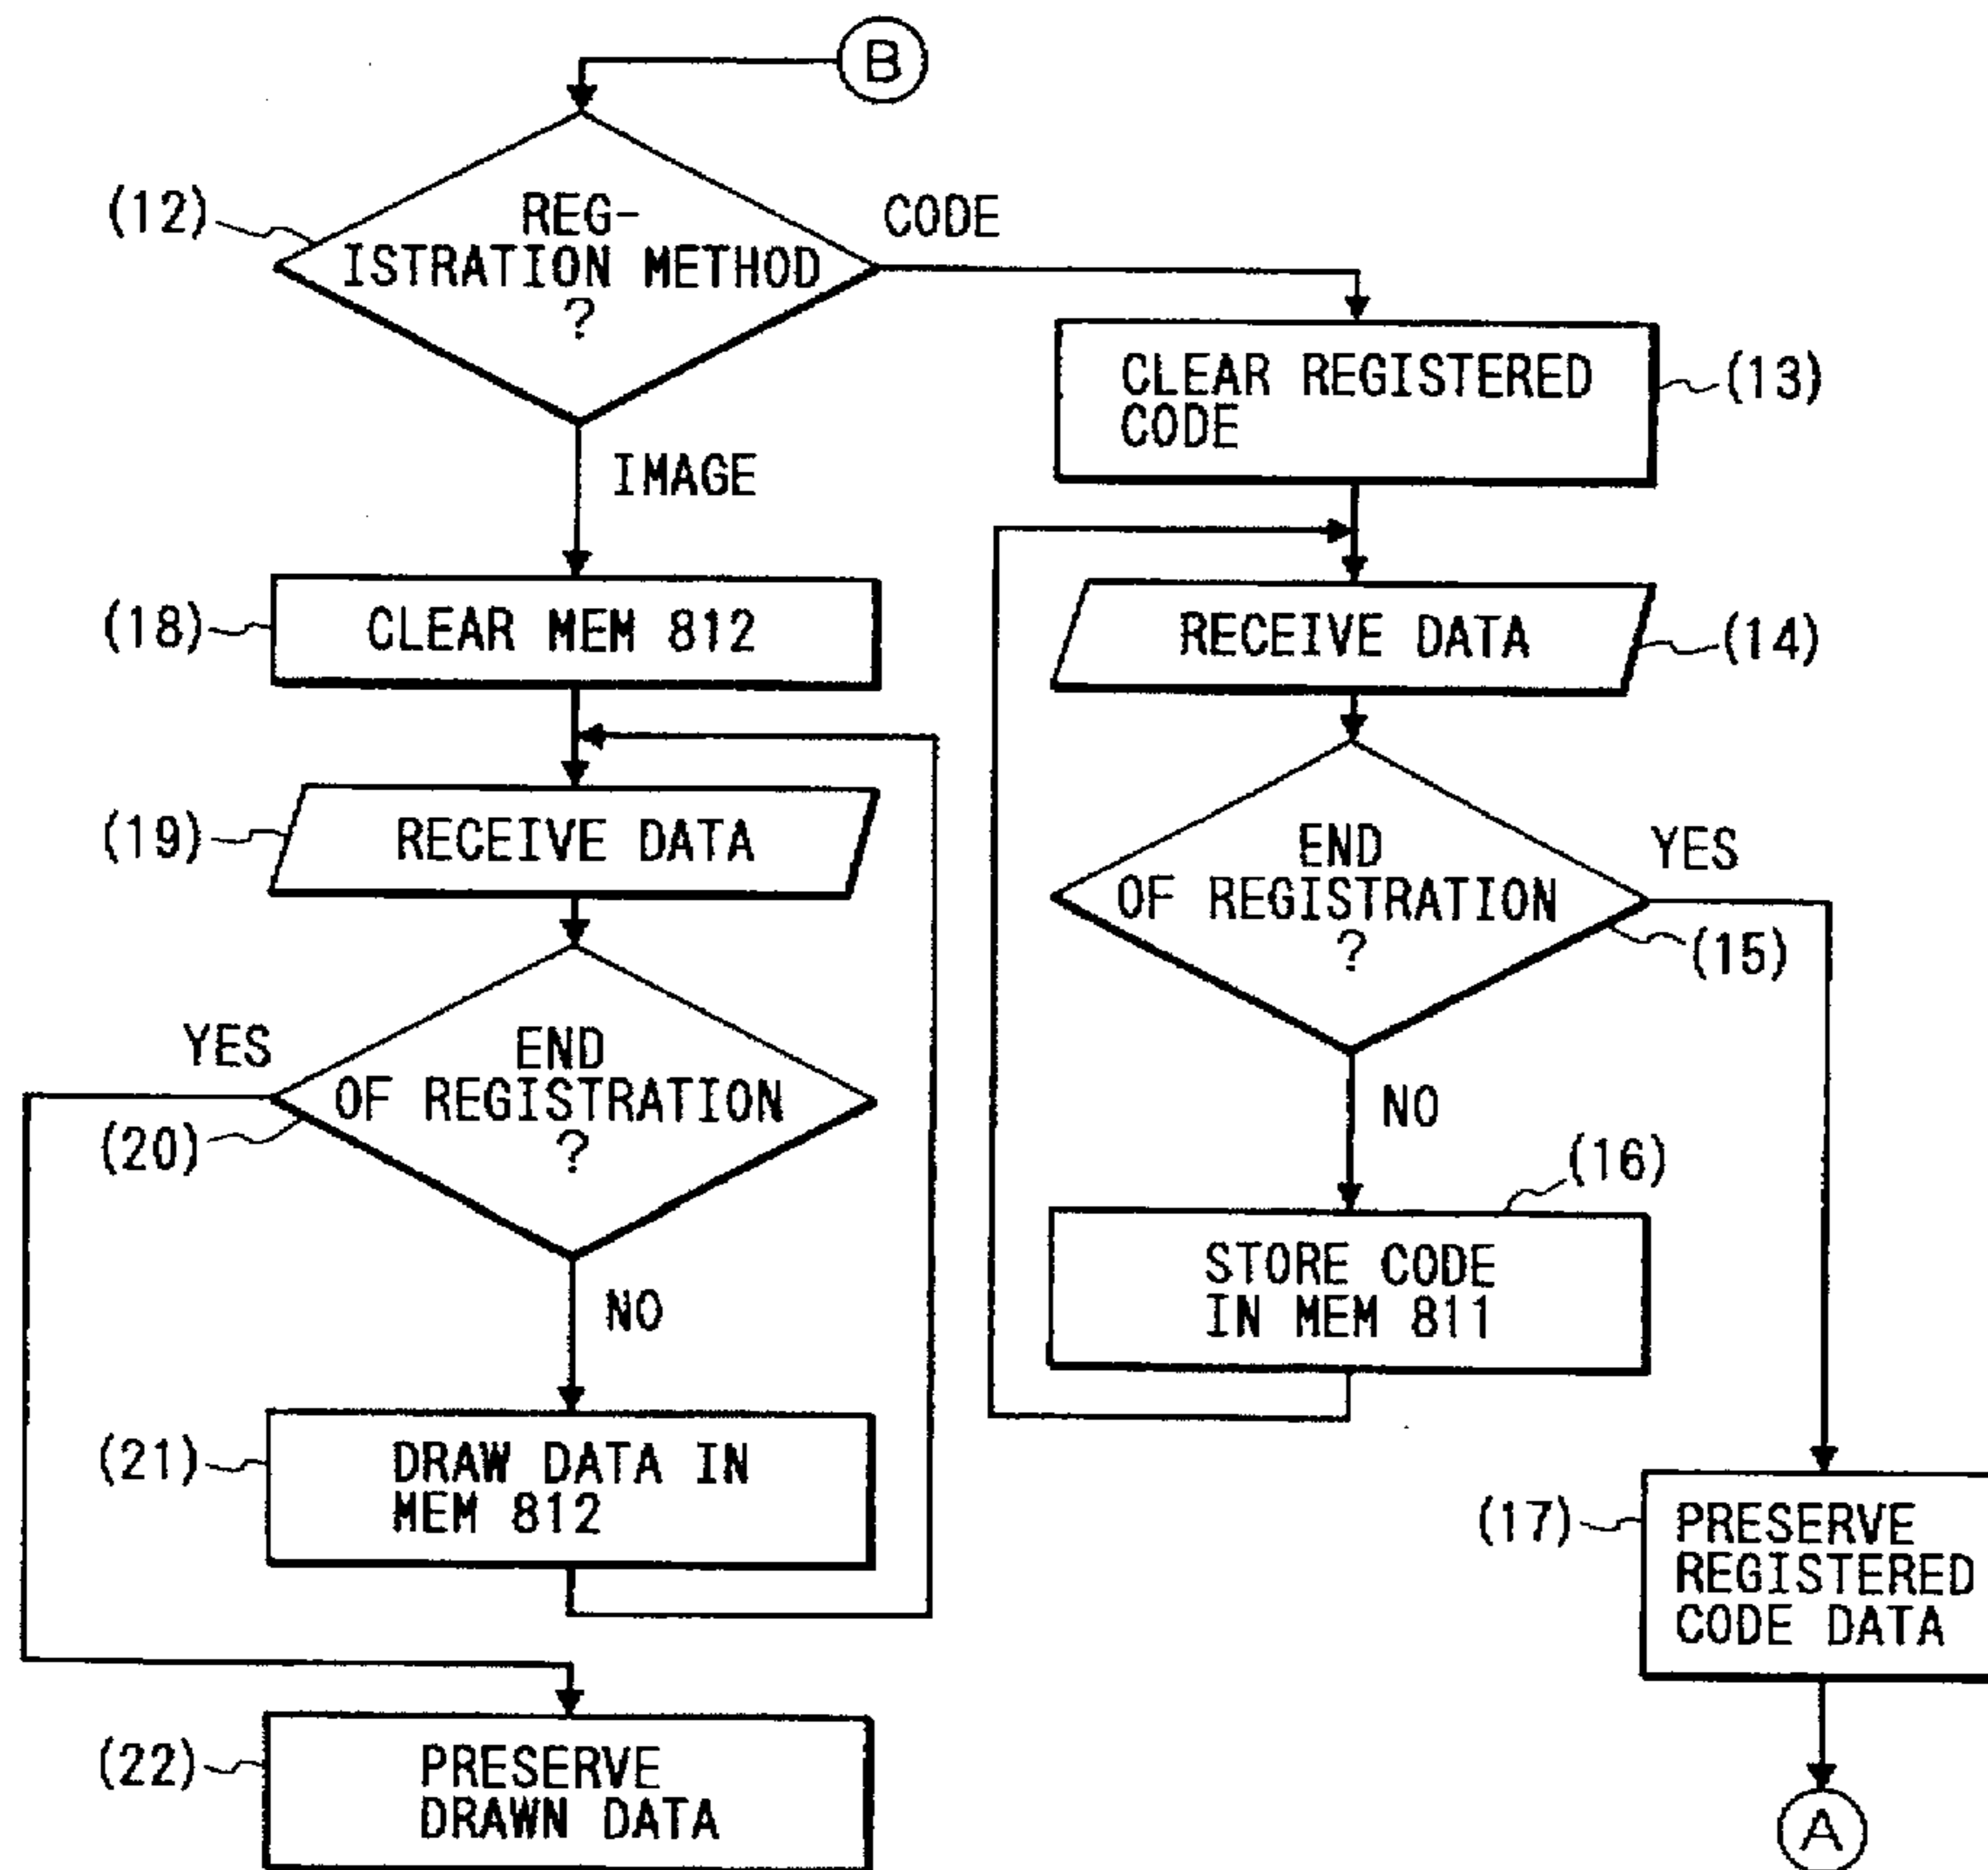 B
(12)
REG-
ISTRATION METHOD
?
CODE
IMAGE
CLEAR REGISTERED
CODE
(13)
(18)
CLEAR MEM 812
RECEIVE DATA
(14)
(19)
RECEIVE DATA
END
OF REGISTRATION
?
YES
(15)
YES
END
OF REGISTRATION
?
(20)
NO
(16)
STORE CODE
IN MEM 811
NO
(21)
DRAW DATA IN
MEM 812
(17)
PRESERVE
REGISTERED
CODE DATA
(22)
PRESERVE
DRAWN DATA
A